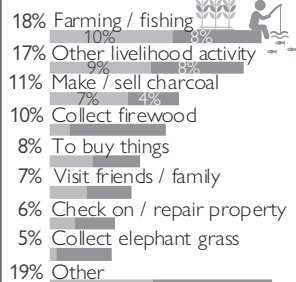 18% Farming / fishing
10% 8%
17% Other livelihood activity
9% 8%
11% Make / sell charcoal
7% 4%
10% Collect firewood
8% To buy things
7% Visit friends / family
6% Check on / repair property
5% Collect elephant grass
19% Other